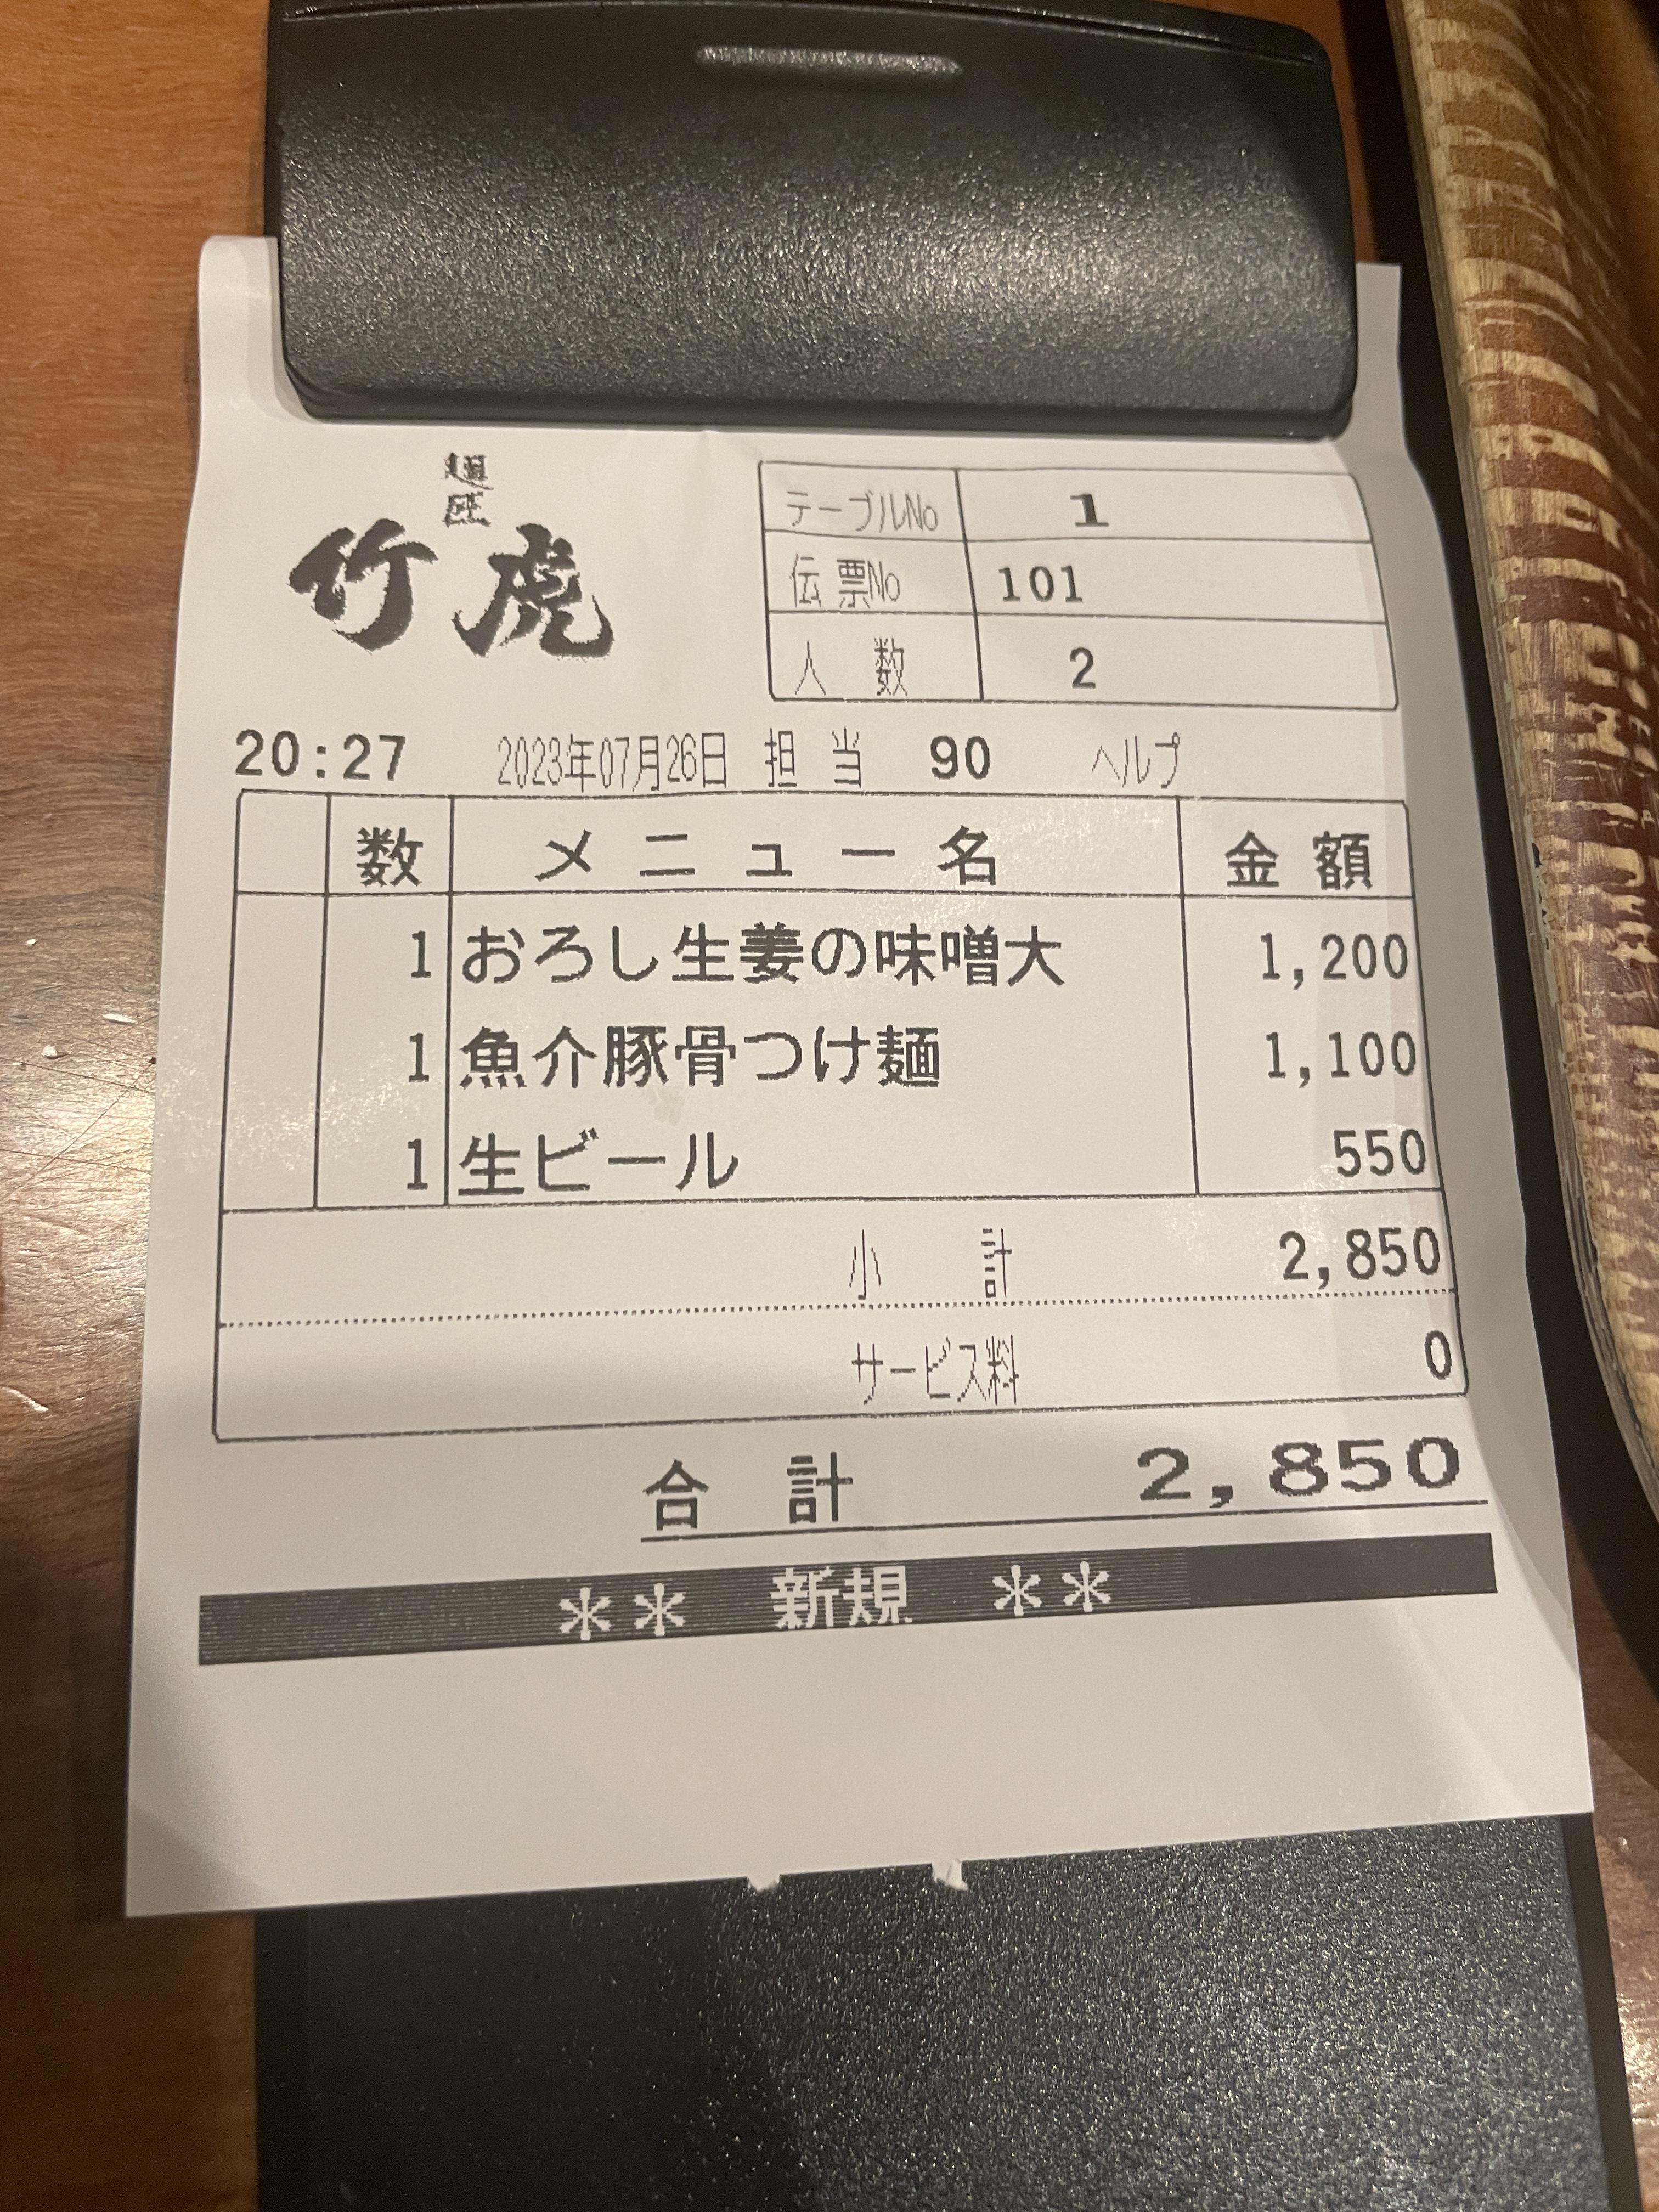 麺匠
竹虎
テーブルNo 1
伝票No 101
人数 2
20:27 2023年07月26日 担当 90 ヘルプ
数 メニュー名 金額
1 おろし生姜の味噌大 1,200
1 魚介豚骨つけ麺 1,100
1 生ビール 550
小計 2,850
サービス料 0
合計 2,850
** 新規 **